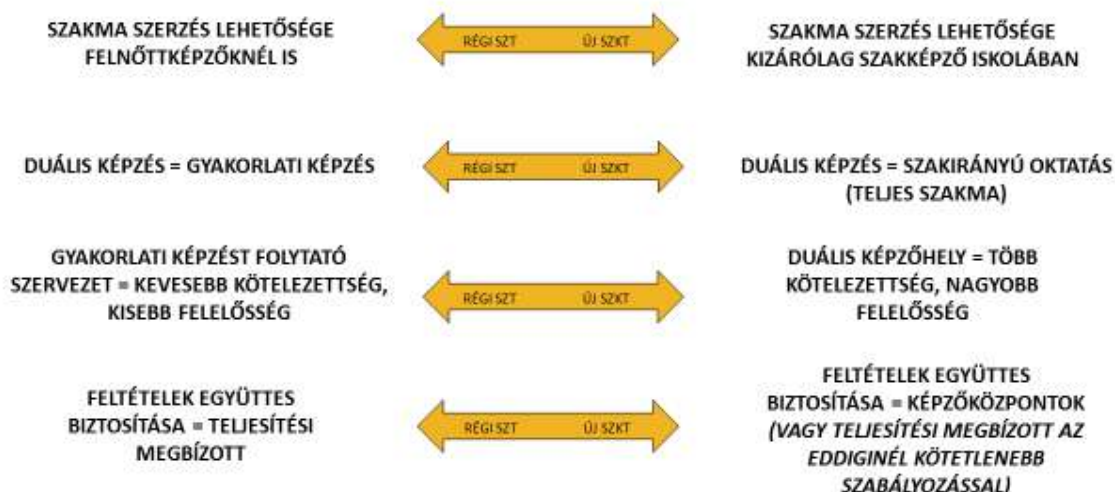 SZAKMA SZERZÉS LEHETŐSÉGE
FELNŐTTKÉPZŐKNÉL IS
RÉGI SZT ÚJ SZKT
SZAKMA SZERZÉS LEHETŐSÉGE
KIZÁRÓLAG SZAKKÉPZŐ ISKOLÁBAN
DUÁLIS KÉPZÉS = GYAKORLATI KÉPZÉS
RÉGI SZT ÚJ SZKT
DUÁLIS KÉPZÉS = SZAKIRÁNYÚ OKTATÁS
(TELJES SZAKMA)
GYAKORLATI KÉPZÉST FOLYTATÓ
SZERVEZET = KEVESEBB KÖTELEZETTSÉG,
KISEBB FELELŐSSÉG
RÉGI SZT ÚJ SZKT
DUÁLIS KÉPZŐHELY = TÖBB
KÖTELEZETTSÉG, NAGYOBB
FELELŐSSÉG
FELTÉTELEK EGYÜTTES
BIZTOSÍTÁSA = TELJESÍTÉSI
MEGBÍZOTT
RÉGI SZT ÚJ SZKT
FELTÉTELEK EGYÜTTES
BIZTOSÍTÁSA = KÉPZŐKÖZPONTOK
(VAGY TELJESÍTÉSI MEGBÍZOTT AZ
EDDIGINÉL KÖTETLENEBB
SZABÁLYOZÁSSAL)